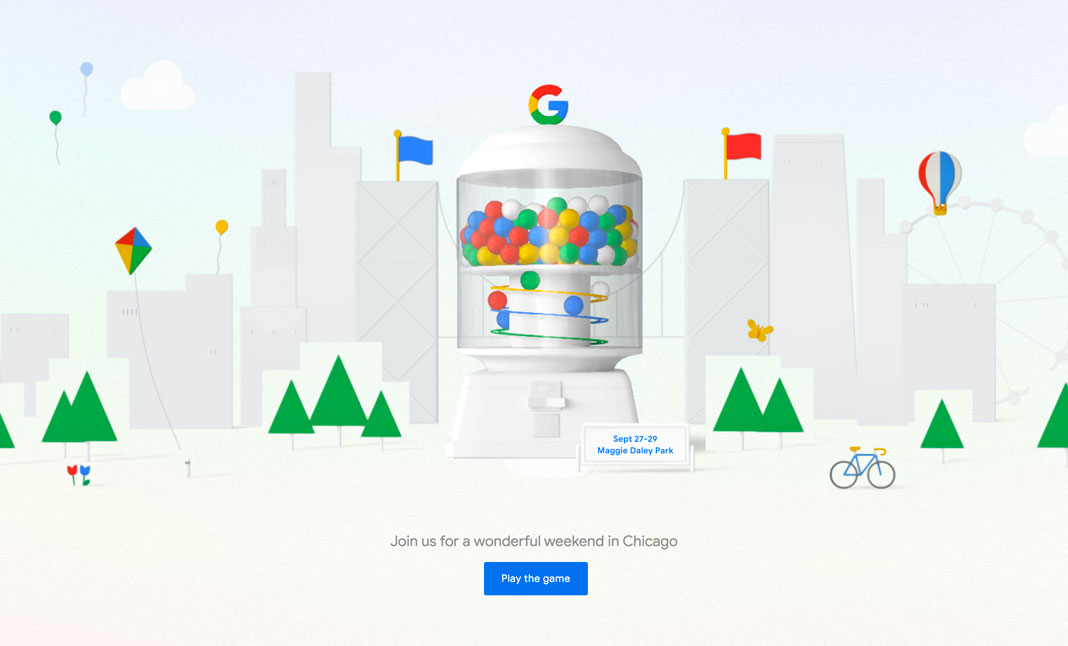 G
Sept 27-29
Maggie Daley Park
Join us for a wonderful weekend in Chicago
Play the game